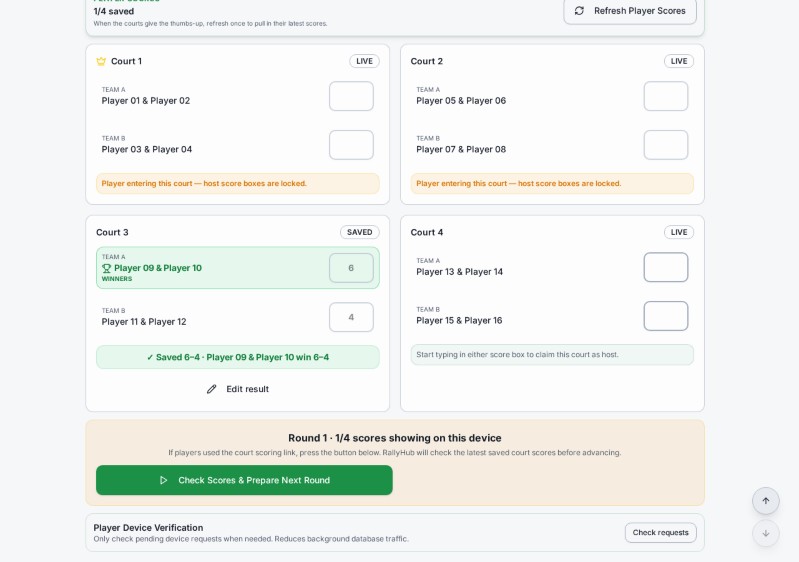 1/4 saved
When the courts give the thumbs-up, refresh once to pull in their latest scores.
Refresh Player Scores
Court 1
LIVE
TEAM A
Player 01 & Player 02
TEAM B
Player 03 & Player 04
Player entering this court — host score boxes are locked.
Court 2
LIVE
TEAM A
Player 05 & Player 06
TEAM B
Player 07 & Player 08
Player entering this court — host score boxes are locked.
Court 3
SAVED
TEAM A
Player 09 & Player 10
WINNERS
6
TEAM B
Player 11 & Player 12
4
✓ Saved 6–4 · Player 09 & Player 10 win 6–4
Edit result
Court 4
LIVE
TEAM A
Player 13 & Player 14
TEAM B
Player 15 & Player 16
Start typing in either score box to claim this court as host.
Round 1 · 1/4 scores showing on this device
If players used the court scoring link, press the button below. RallyHub will check the latest saved court scores before advancing.
Check Scores & Prepare Next Round
Player Device Verification
Only check pending device requests when needed. Reduces background database traffic.
Check requests